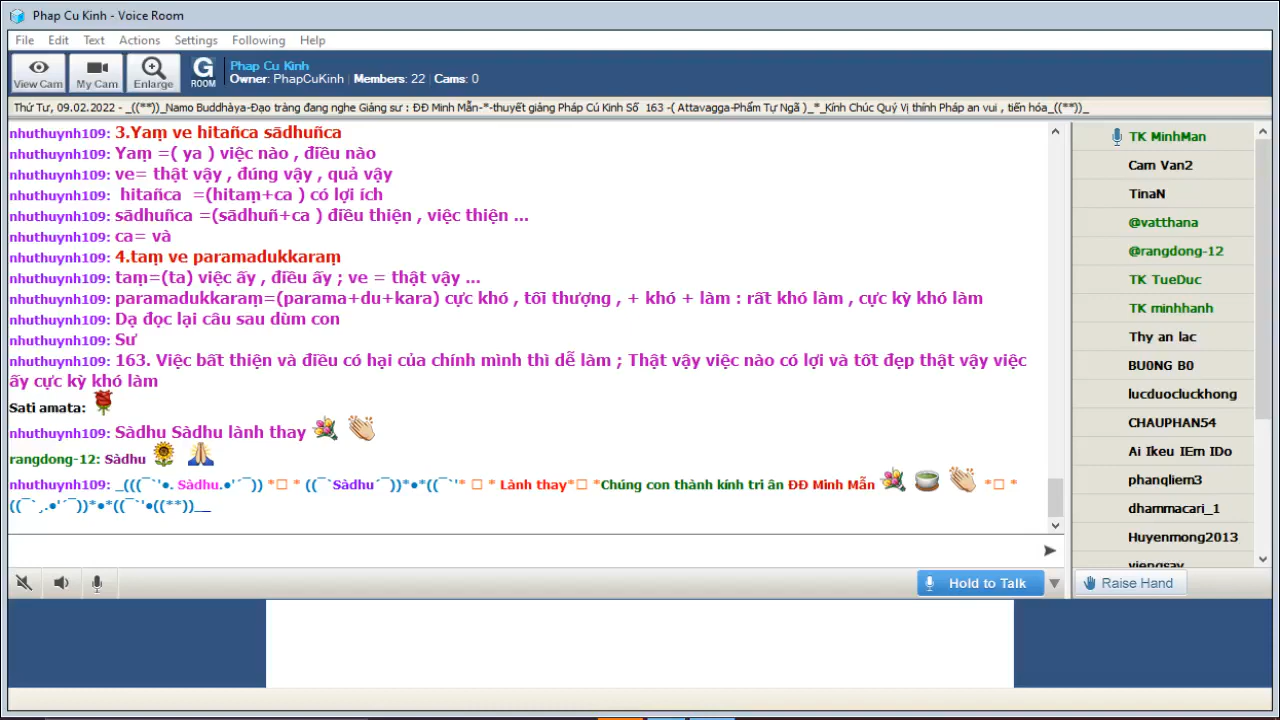 Phap Cu Kinh - Voice Room
File Edit Text Actions Settings Following Help
View Cam My Cam Enlarge G ROOM
Phap Cu Kinh
Owner: PhapCuKinh | Members: 22 | Cams: 0
Thứ Tư, 09.02.2022 - _((**))_Namo Buddhàya-Đạo tràng đang nghe Giảng sư : ĐĐ Minh Mẫn-*-thuyết giảng Pháp Cú Kinh Số 163 -( Attavagga-Phẩm Tự Ngã )_*_Kính Chúc Quý Vị thính Pháp an vui , tiến hóa_((**))_
nhuthuynh109: 3.Yaṃ ve hitañca sādhuñca
nhuthuynh109: Yaṃ =( ya ) việc nào , điều nào
nhuthuynh109: ve= thật vậy , đúng vậy , quả vậy
nhuthuynh109: hitañca =(hitaṃ+ca ) có lợi ích
nhuthuynh109: sādhuñca =(sādhuñ+ca ) điều thiện , việc thiện ...
nhuthuynh109: ca= và
nhuthuynh109: 4.taṃ ve paramadukkaraṃ
nhuthuynh109: taṃ=(ta) việc ấy , điều ấy ; ve = thật vậy ...
nhuthuynh109: paramadukkaraṃ=(parama+du+kara) cực khó , tối thượng , + khó + làm : rất khó làm , cực kỳ khó làm
nhuthuynh109: Dạ đọc lại câu sau dùm con
nhuthuynh109: Sư
nhuthuynh109: 163. Việc bất thiện và điều có hại của chính mình thì dễ làm ; Thật vậy việc nào có lợi và tốt đẹp thật vậy việc
ấy cực kỳ khó làm
Sati amata:
nhuthuynh109: Sàdhu Sàdhu lành thay
rangdong-12: Sàdhu
nhuthuynh109: _(((¯`'•. Sàdhu.•'´¯)) *□ * ((¯`Sàdhu´¯))*•*((¯`'* □ * Lành thay*□ *Chúng con thành kính tri ân ĐĐ Minh Mẫn *□ *
((¯`¸.•'´¯))*•*((¯`'•((**))__
TK MinhMan
Cam Van2
TinaN
@vatthana
@rangdong-12
TK TueDuc
TK minhhanh
Thy an lac
BU0NG B0
lucduocluckhong
CHAUPHAN54
Ai Ikeu IEm IDo
phanqliem3
dhammacari_1
Huyenmong2013
viengsay
Hold to Talk
Raise Hand